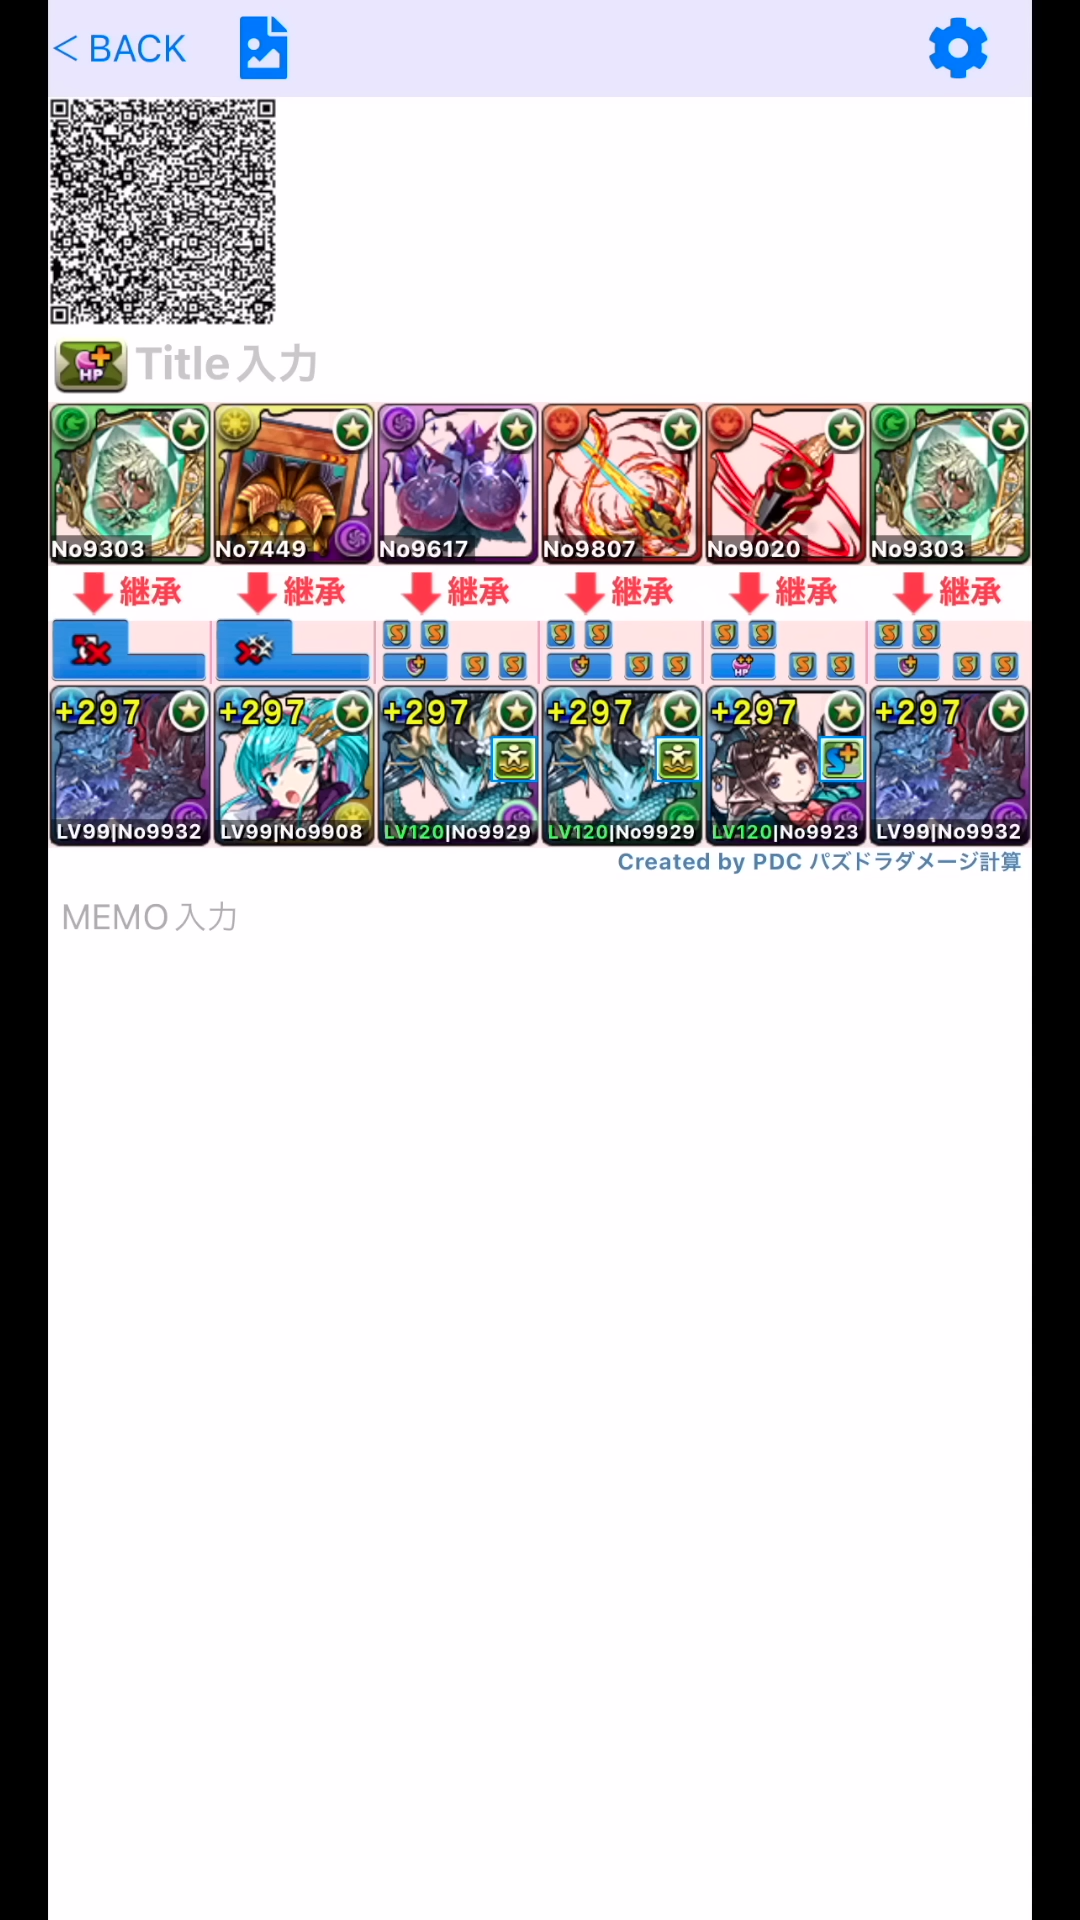 < BACK
Title入力
No9303 No7449 No9617 No9807 No9020 No9303
継承 継承 継承 継承 継承 継承
+297 +297 +297 +297 +297 +297
LV99|No9932 LV99|No9908 LV120|No9929 LV120|No9929 LV120|No9923 LV99|No9932
Created by PDC パズドラダメージ計算
MEMO入力